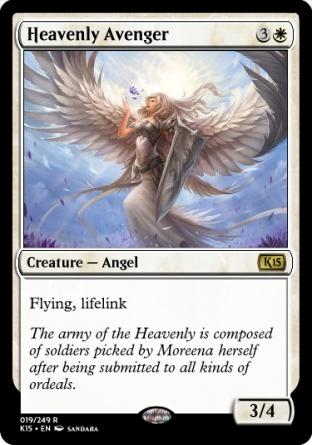 Heavenly Avenger 3
Creature — Angel K15
Flying, lifelink
The army of the Heavenly is composed
of soldiers picked by Moreena herself
after being submitted to all kinds of
ordeals.
3/4
019/249 R
K15 • EN SANDARA